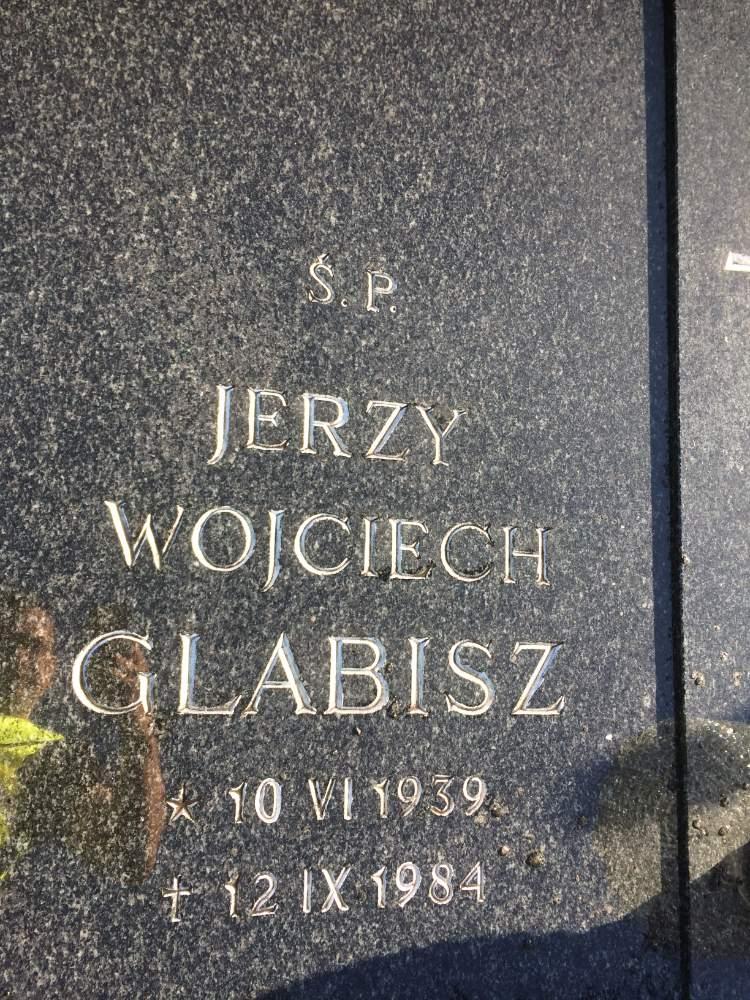 Ś. P.
JERZY
WOJCIECH
GLABISZ
★ 10 VI 1939
✝ 12 IX 1984